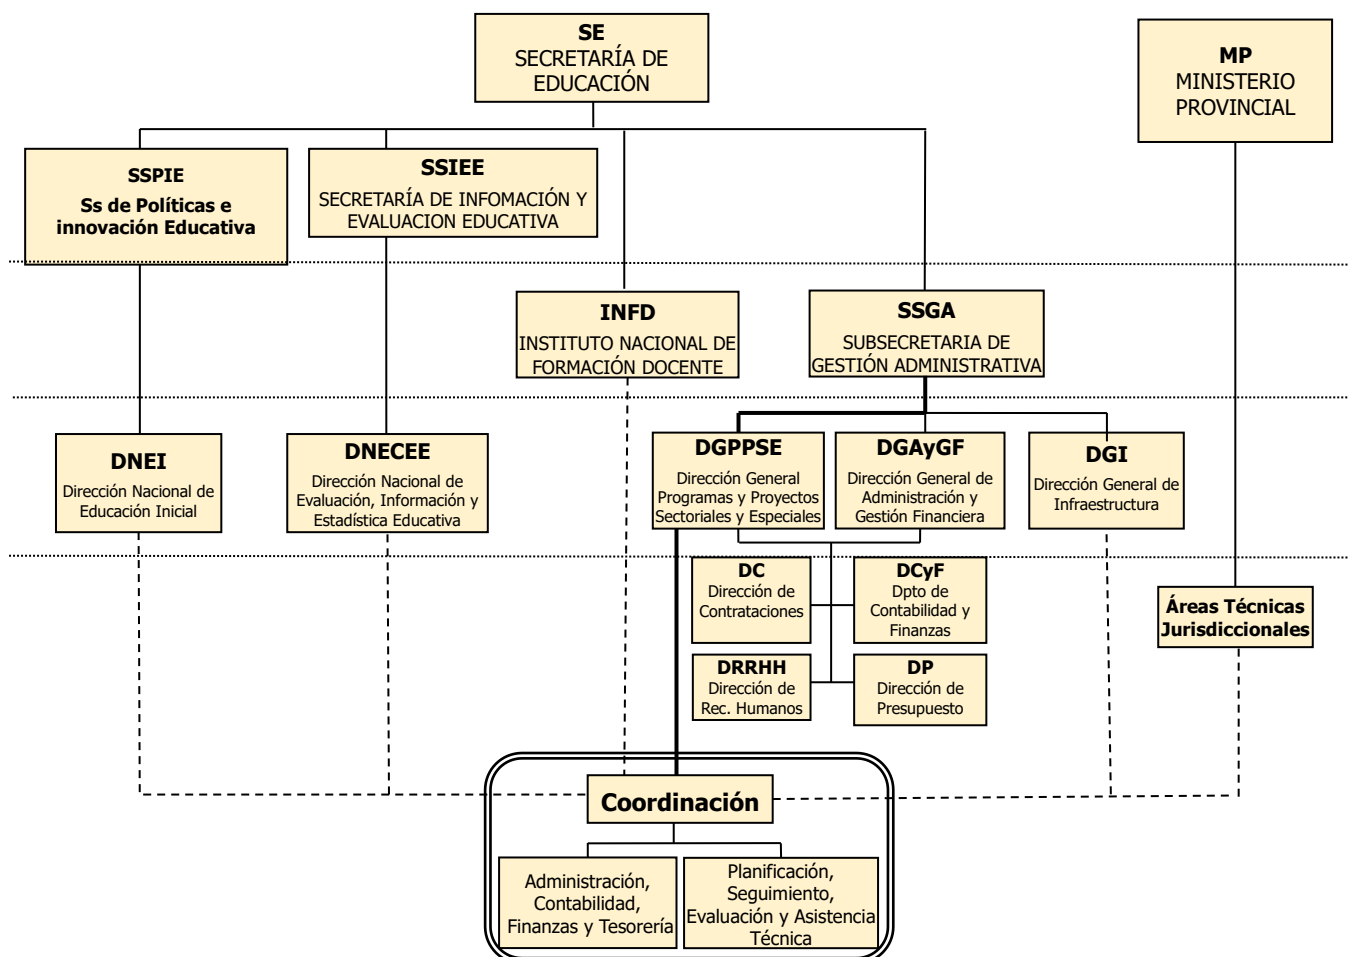 SE
SECRETARÍA DE
EDUCACIÓN
MP
MINISTERIO
PROVINCIAL
SSPIE
Ss de Políticas e
innovación Educativa
SSIEE
SECRETARÍA DE INFOMACIÓN Y
EVALUACION EDUCATIVA
INFD
INSTITUTO NACIONAL DE
FORMACIÓN DOCENTE
SSGA
SUBSECRETARIA DE
GESTIÓN ADMINISTRATIVA
DNEI
Dirección Nacional de
Educación Inicial
DNECEE
Dirección Nacional de
Evaluación, Información y
Estadística Educativa
DGPPSE
Dirección General
Programas y Proyectos
Sectoriales y Especiales
DGAyGF
Dirección General de
Administración y
Gestión Financiera
DGI
Dirección General de
Infraestructura
DC
Dirección de
Contrataciones
DCyF
Dpto de
Contabilidad y
Finanzas
Áreas Técnicas
Jurisdiccionales
DRRHH
Dirección de
Rec. Humanos
DP
Dirección de
Presupuesto
Coordinación
Administración,
Contabilidad,
Finanzas y Tesorería
Planificación,
Seguimiento,
Evaluación y Asistencia
Técnica